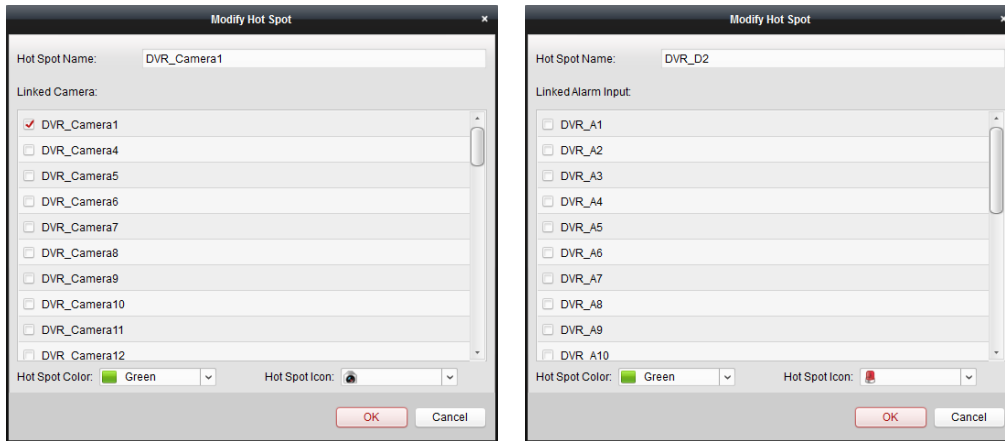 Modify Hot Spot ×
Hot Spot Name: DVR_Camera1
Linked Camera:
DVR_Camera1
DVR_Camera4
DVR_Camera5
DVR_Camera6
DVR_Camera7
DVR_Camera8
DVR_Camera9
DVR_Camera10
DVR_Camera11
DVR_Camera12
Hot Spot Color: Green Hot Spot Icon:
OK Cancel
Modify Hot Spot ×
Hot Spot Name: DVR_D2
Linked Alarm Input:
DVR_A1
DVR_A2
DVR_A3
DVR_A4
DVR_A5
DVR_A6
DVR_A7
DVR_A8
DVR_A9
DVR_A10
Hot Spot Color: Green Hot Spot Icon:
OK Cancel